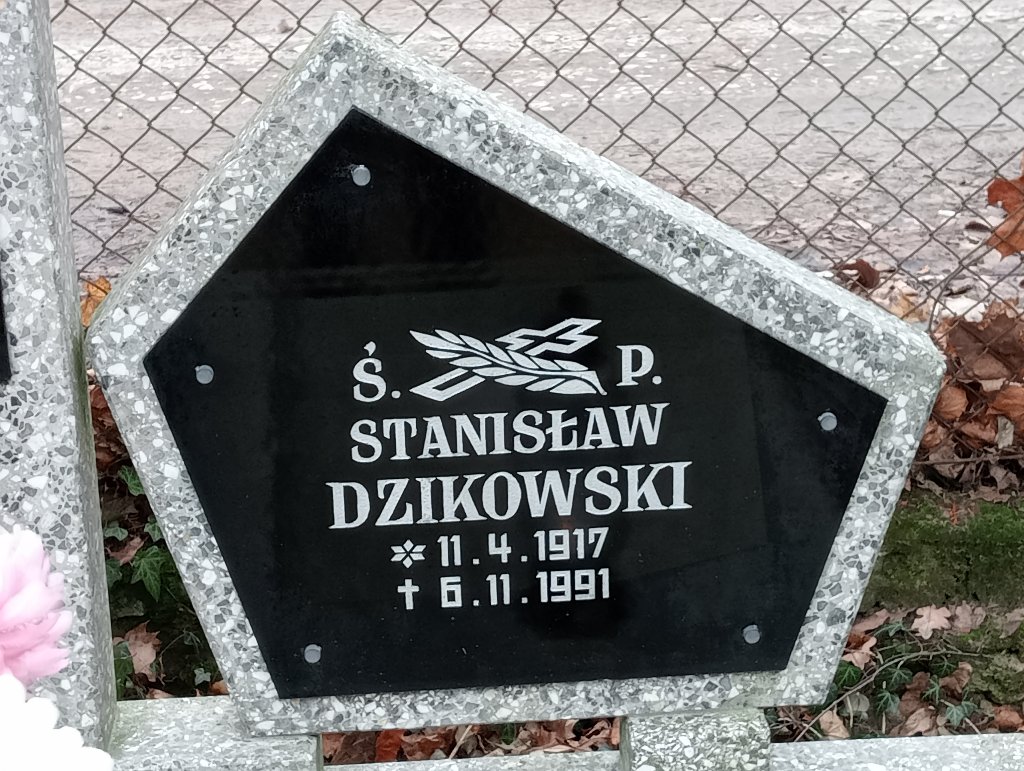 Ś. P.
STANISŁAW
DZIKOWSKI
* 11.4.1917
✝ 6.11.1991